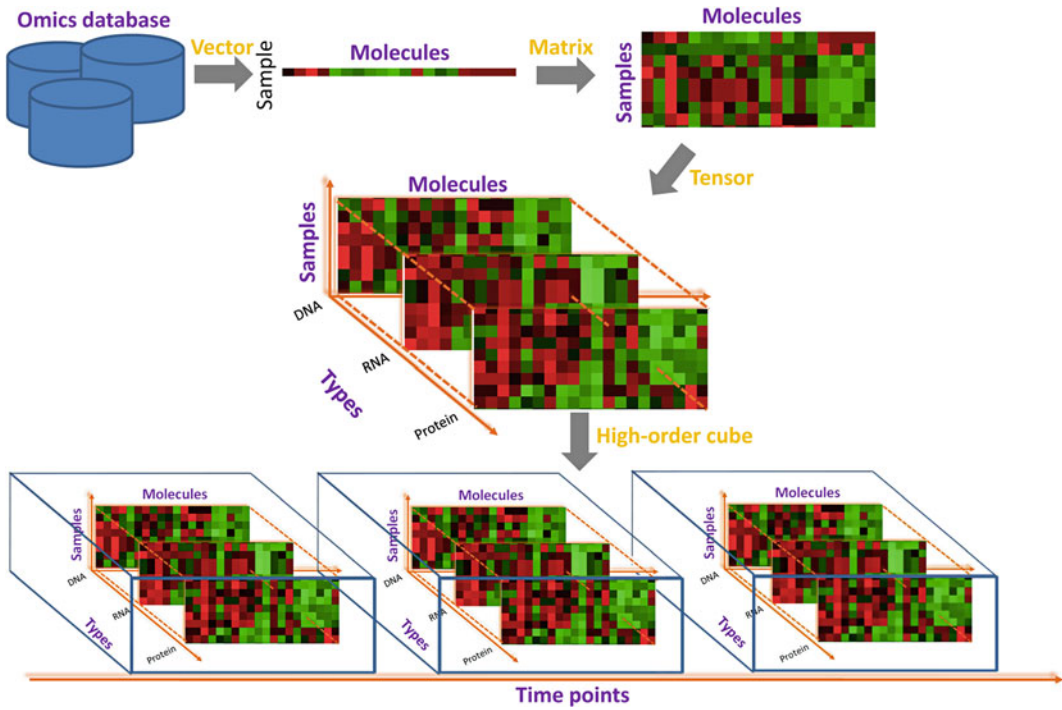 Omics database
Vector
Sample
Molecules
Matrix
Molecules
Samples
Tensor
Molecules
Samples
DNA
RNA
Protein
Types
High-order cube
Molecules
Samples
DNA
RNA
Protein
Types
Molecules
Samples
DNA
RNA
Protein
Types
Molecules
Samples
DNA
RNA
Protein
Types
Time points